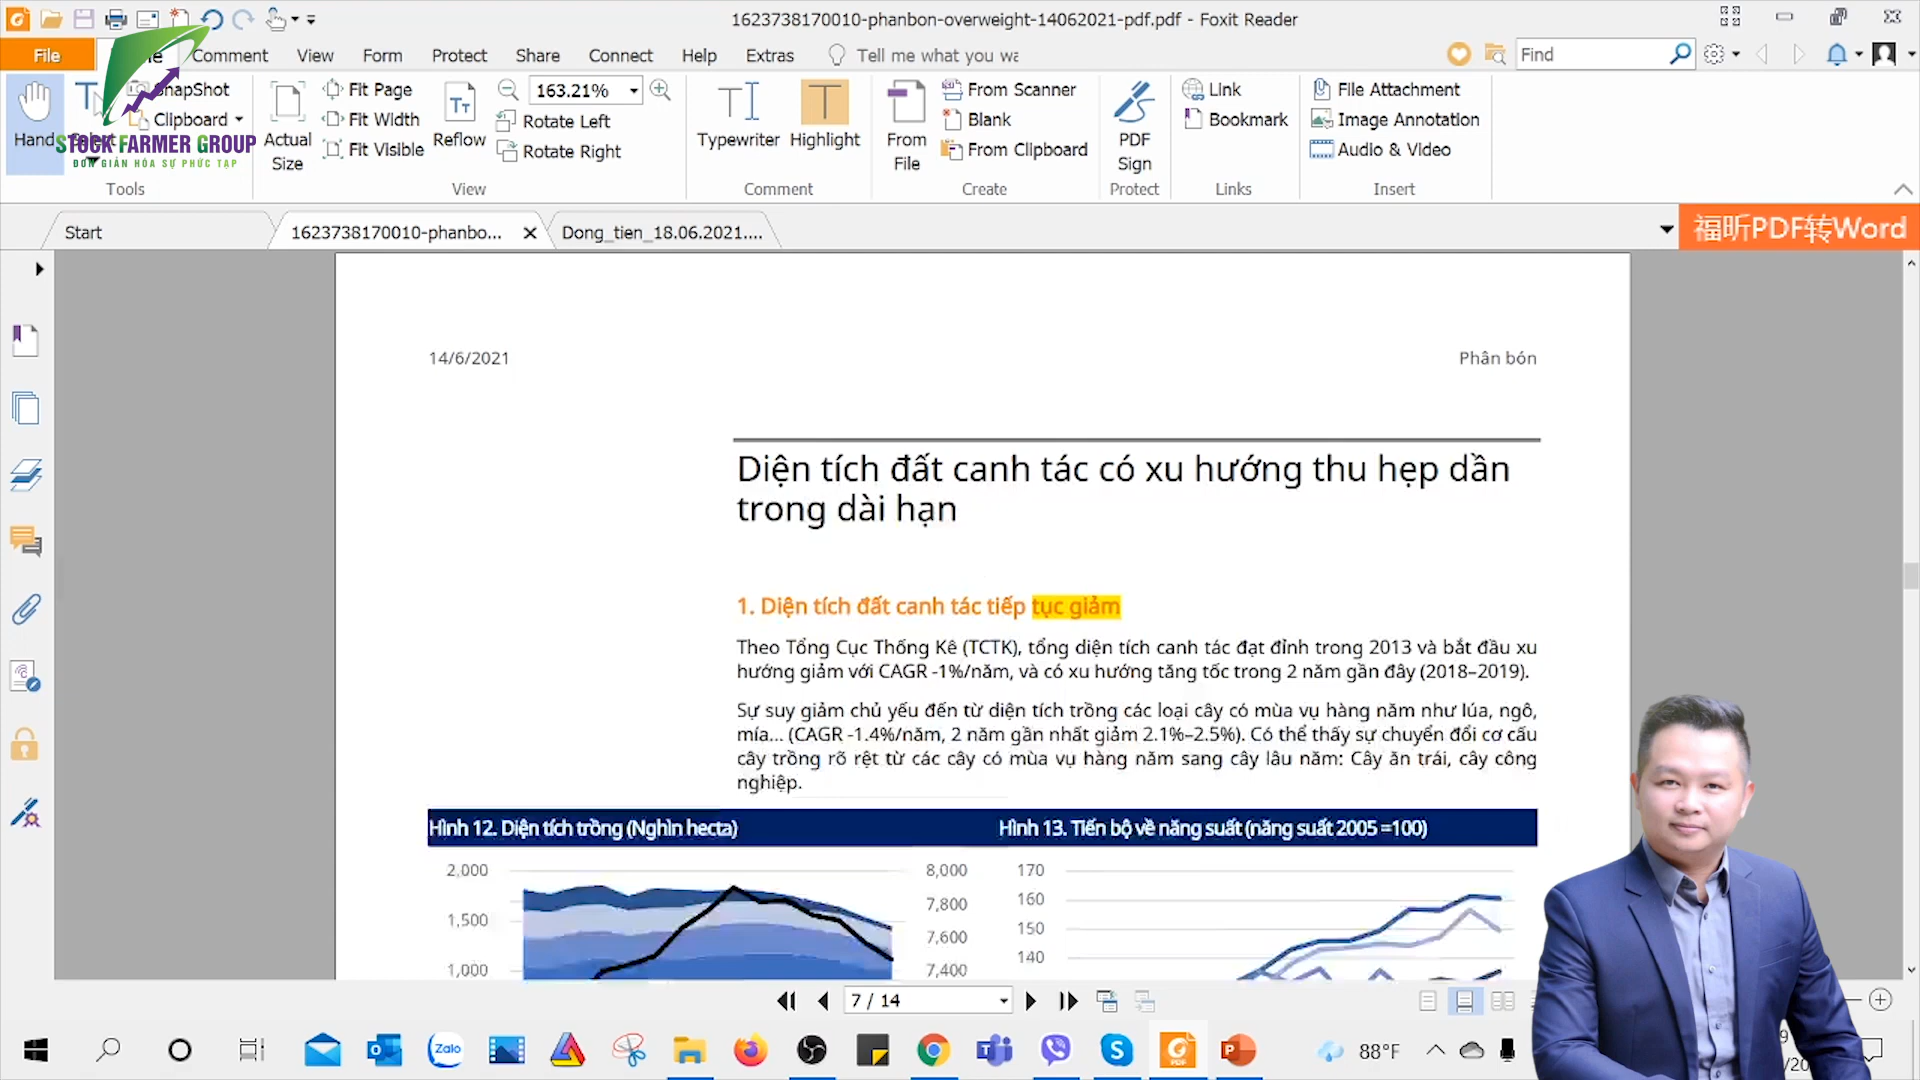 1623738170010-phanbon-overweight-14062021-pdf.pdf - Foxit Reader
File
Comment
View
Form
Protect
Share
Connect
Help
Extras
Tell me what you wa
Find
Hand
SnapShot
Clipboard
STOCK FARMER GROUP
ĐƠN GIẢN HÓA SỰ PHỨC TẠP
Tools
Actual Size
Fit Page
Fit Width
Fit Visible
Reflow
163.21%
Rotate Left
Rotate Right
View
Typewriter
Highlight
Comment
From File
From Scanner
Blank
From Clipboard
Create
PDF Sign
Protect
Link
Bookmark
Links
File Attachment
Image Annotation
Audio & Video
Insert
Start
1623738170010-phanbo...
Dong_tien_18.06.2021....
福昕PDF转Word
14/6/2021
Phân bón
Diện tích đất canh tác có xu hướng thu hẹp dần
trong dài hạn
1. Diện tích đất canh tác tiếp tục giảm
Theo Tổng Cục Thống Kê (TCTK), tổng diện tích canh tác đạt đỉnh trong 2013 và bắt đầu xu
hướng giảm với CAGR -1%/năm, và có xu hướng tăng tốc trong 2 năm gần đây (2018–2019).
Sự suy giảm chủ yếu đến từ diện tích trồng các loại cây có mùa vụ hàng năm như lúa, ngô,
mía... (CAGR -1.4%/năm, 2 năm gần nhất giảm 2.1%–2.5%). Có thể thấy sự chuyển đổi cơ cấu
cây trồng rõ rệt từ các cây có mùa vụ hàng năm sang cây lâu năm: Cây ăn trái, cây công
nghiệp.
Hình 12. Diện tích trồng (Nghìn hecta)
Hình 13. Tiến bộ về năng suất (năng suất 2005 =100)
2,000
1,500
1,000
8,000
7,800
7,600
7,400
170
160
150
140
7 / 14
Zalo
88°F